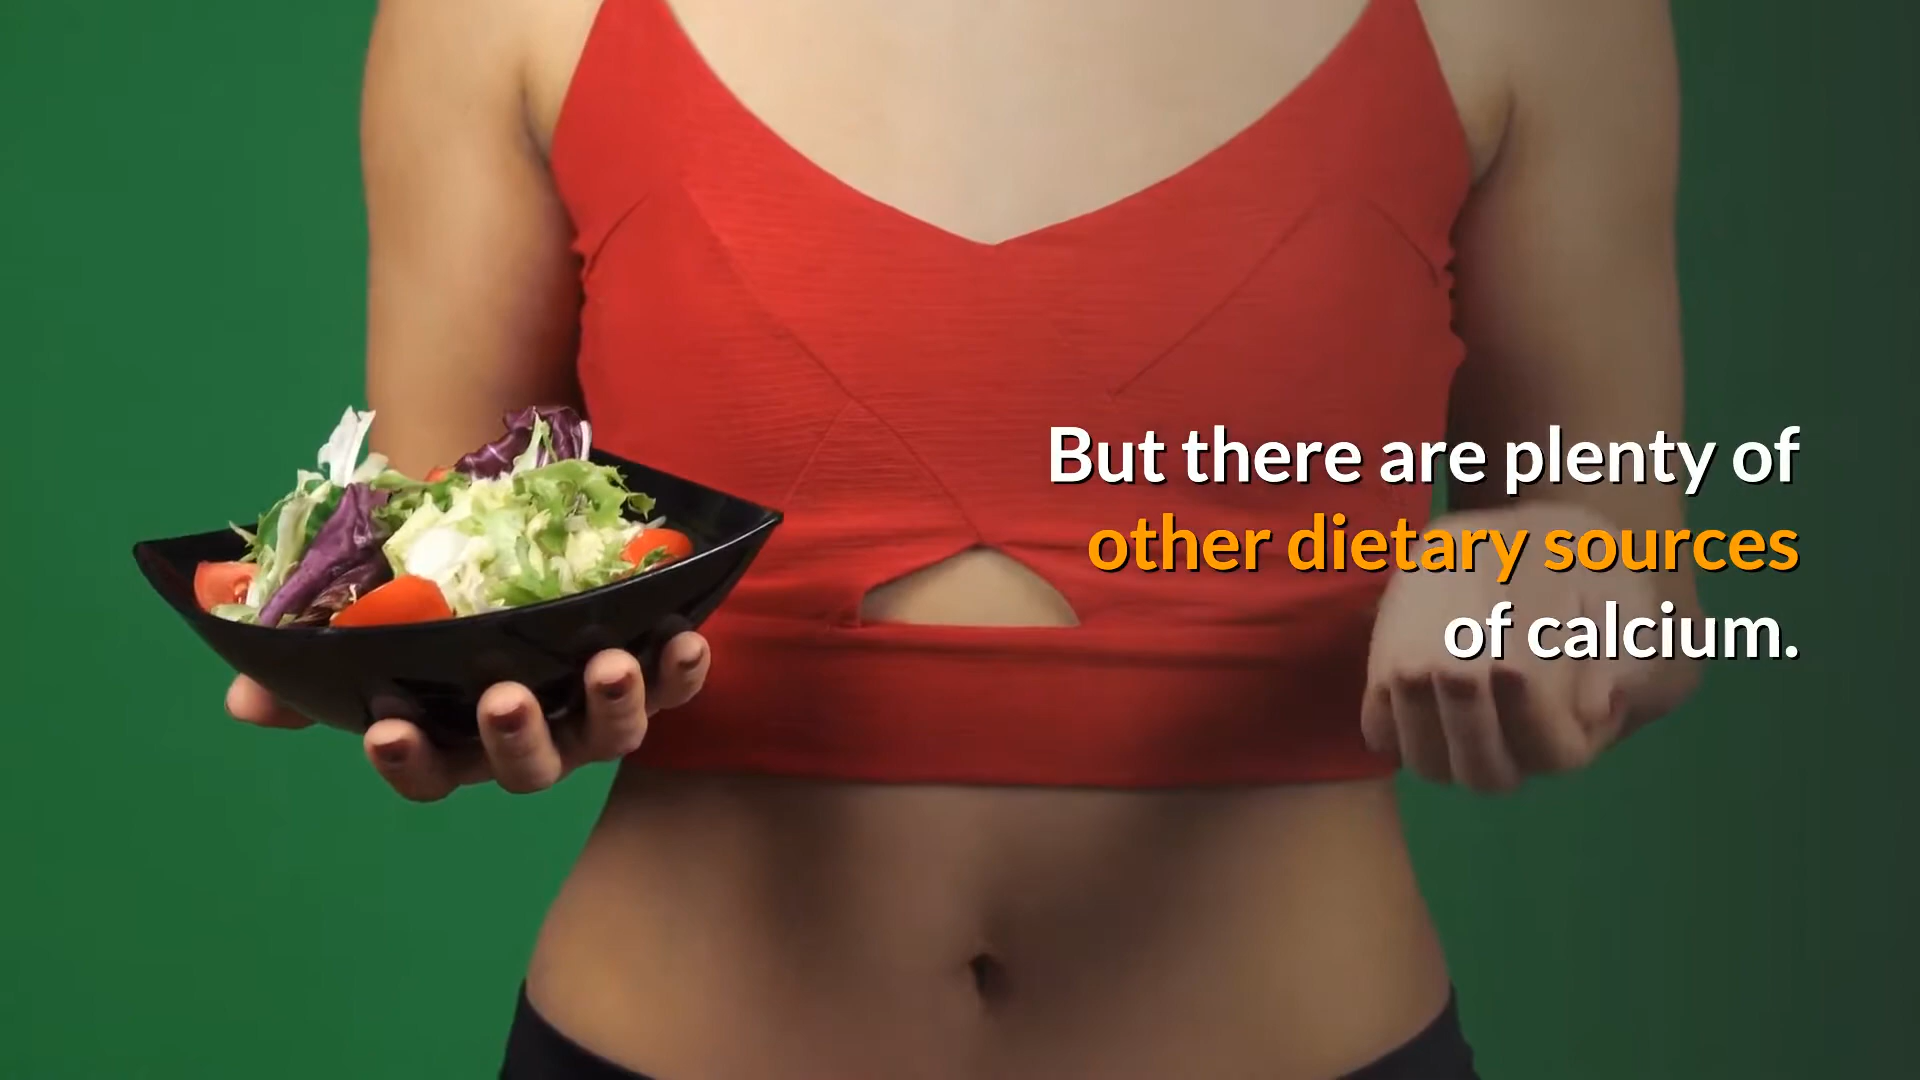 But there are plenty of
other dietary sources
of calcium.